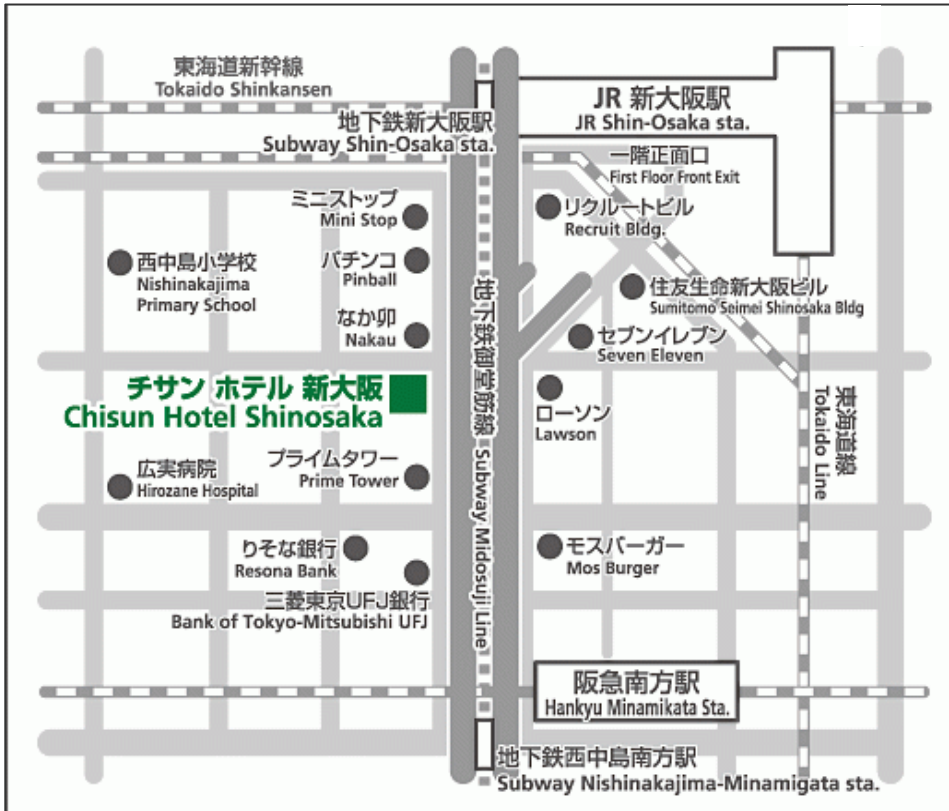 東海道新幹線
Tokaido Shinkansen
JR 新大阪駅
JR Shin-Osaka sta.
地下鉄新大阪駅
Subway Shin-Osaka sta.
一階正面口
First Floor Front Exit
ミニストップ
Mini Stop
リクルートビル
Recruit Bldg.
西中島小学校
Nishinakajima
Primary School
パチンコ
Pinball
住友生命新大阪ビル
Sumitomo Seimei Shinosaka Bldg
なか卯
Nakau
セブンイレブン
Seven Eleven
地下鉄御堂筋線 Subway Midosuji Line
チサン ホテル 新大阪
Chisun Hotel Shinosaka
ローソン
Lawson
東海道線
Tokaido Line
広実病院
Hirozane Hospital
プライムタワー
Prime Tower
りそな銀行
Resona Bank
モスバーガー
Mos Burger
三菱東京UFJ銀行
Bank of Tokyo-Mitsubishi UFJ
阪急南方駅
Hankyu Minamikata Sta.
地下鉄西中島南方駅
Subway Nishinakajima-Minamigata sta.